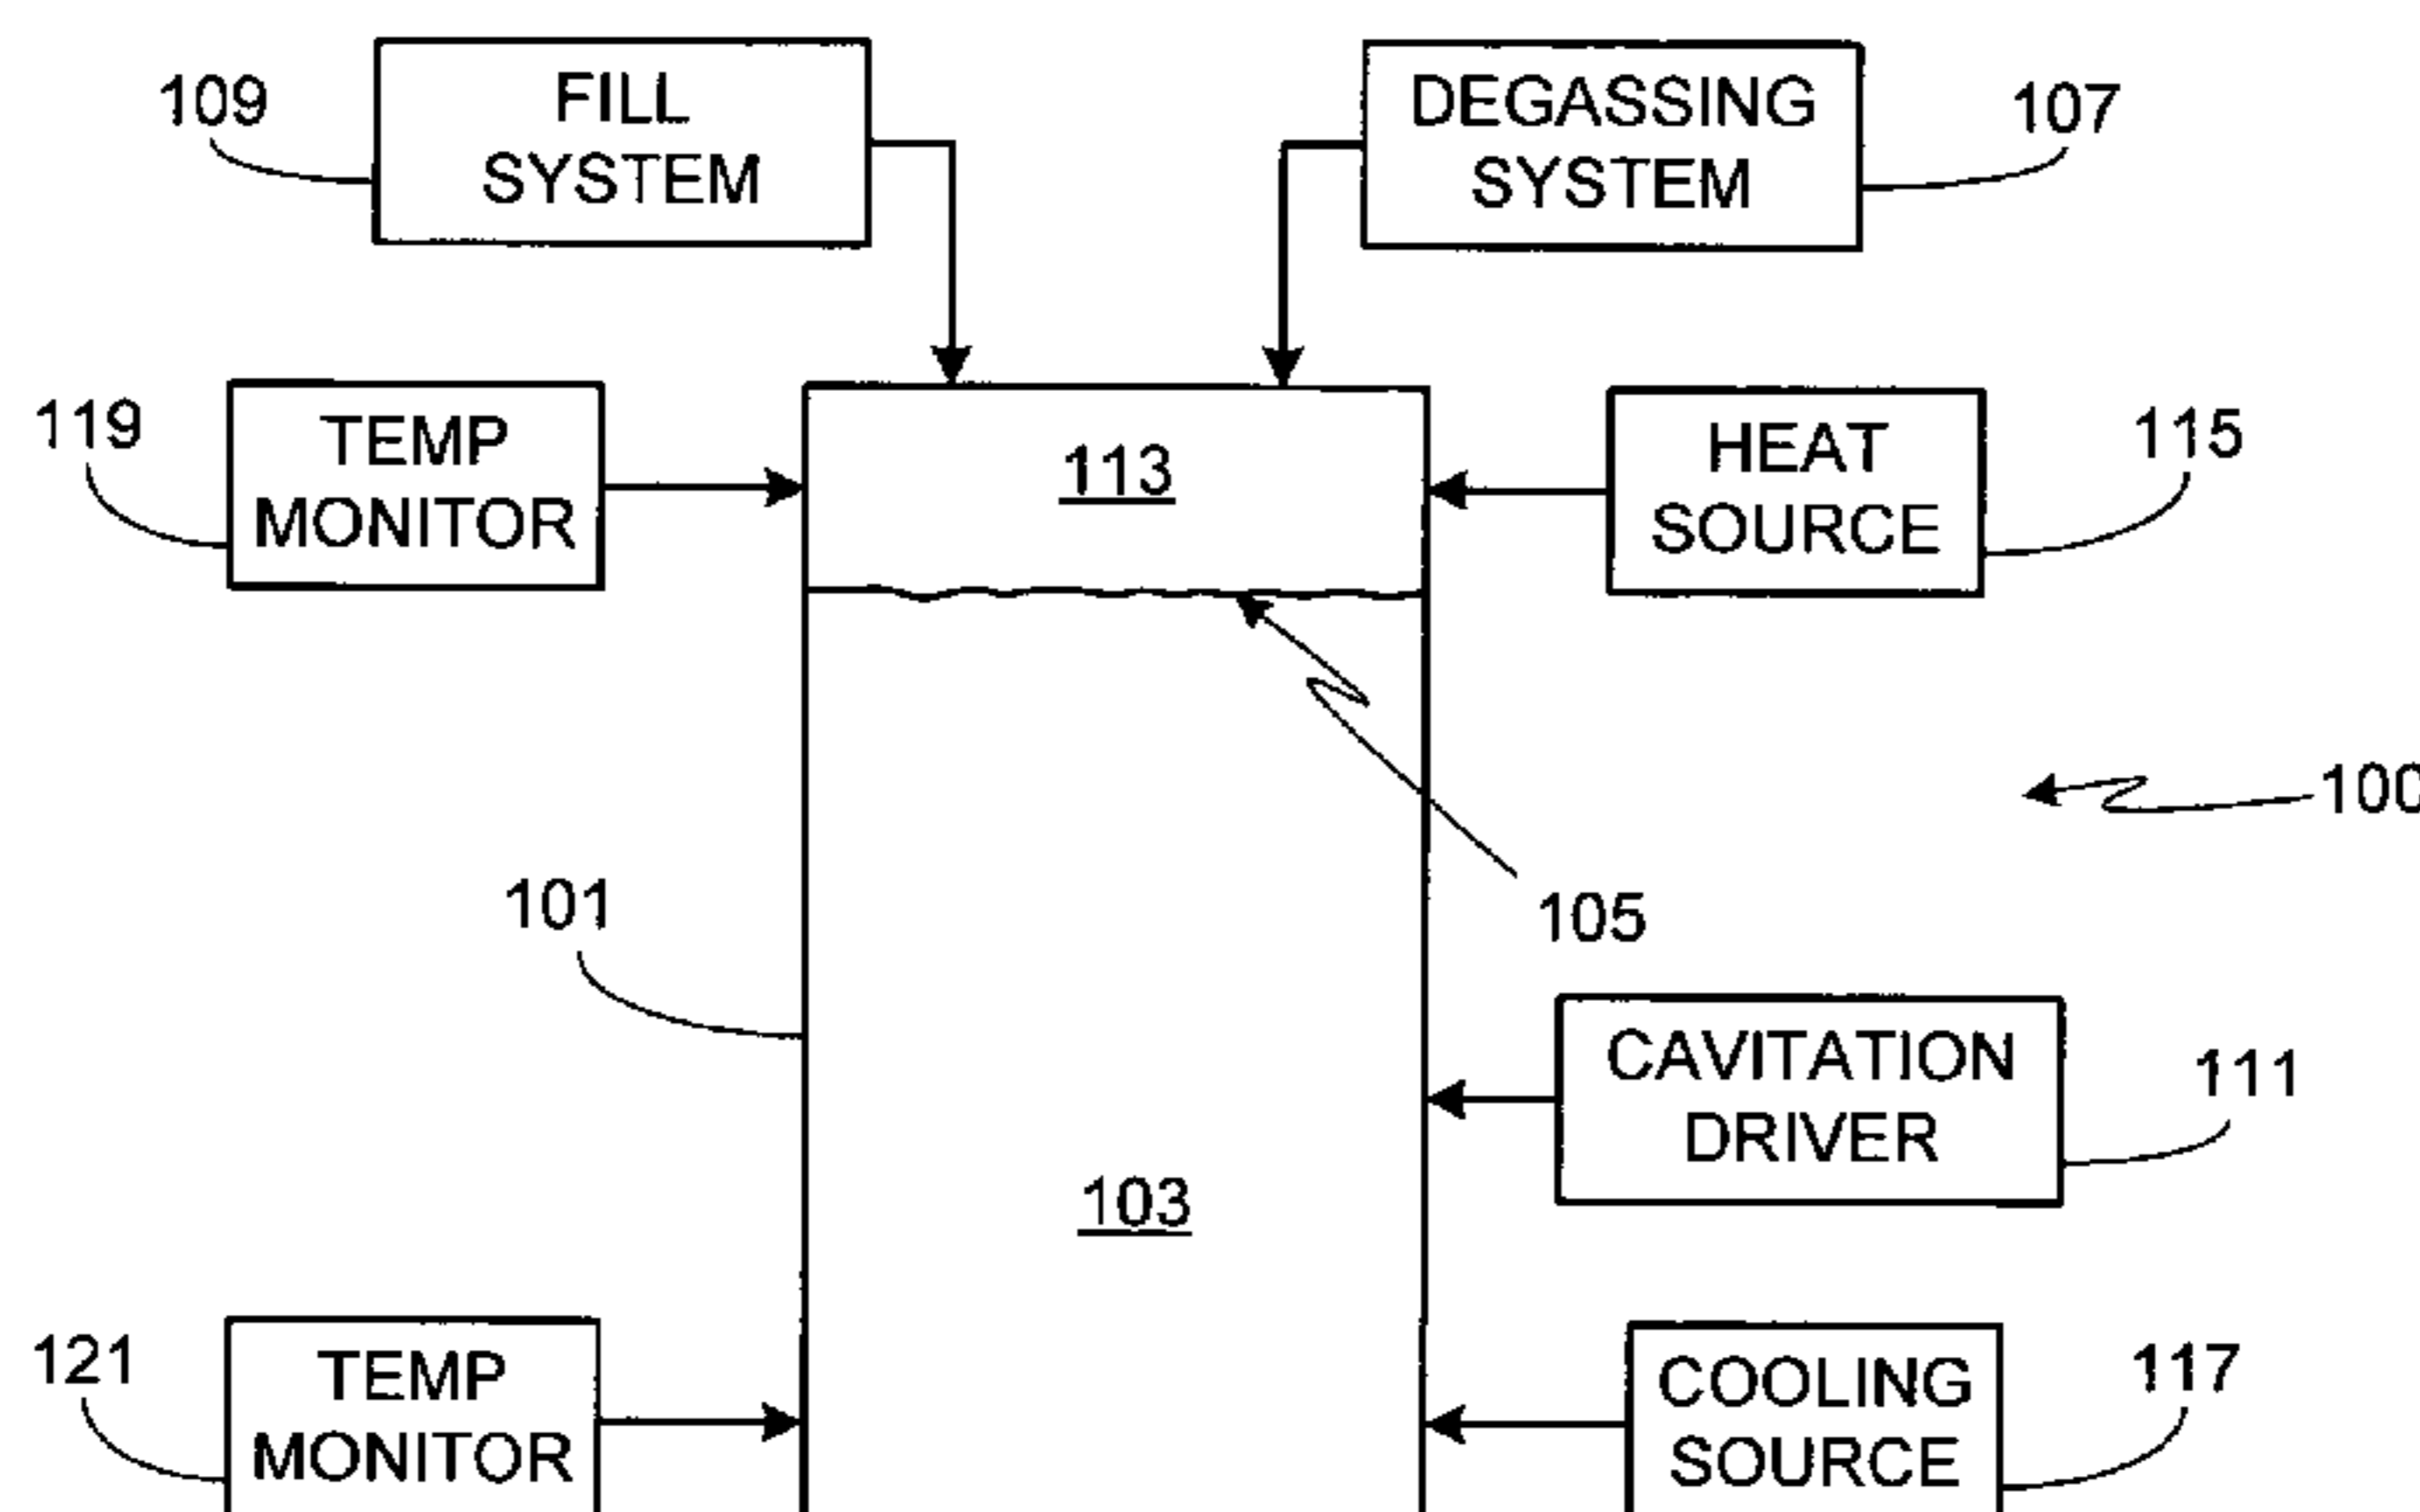 109
FILL
SYSTEM
DEGASSING
SYSTEM
107
119
TEMP
MONITOR
113
HEAT
SOURCE
115
100
101
105
CAVITATION
DRIVER
111
103
121
TEMP
MONITOR
COOLING
SOURCE
117